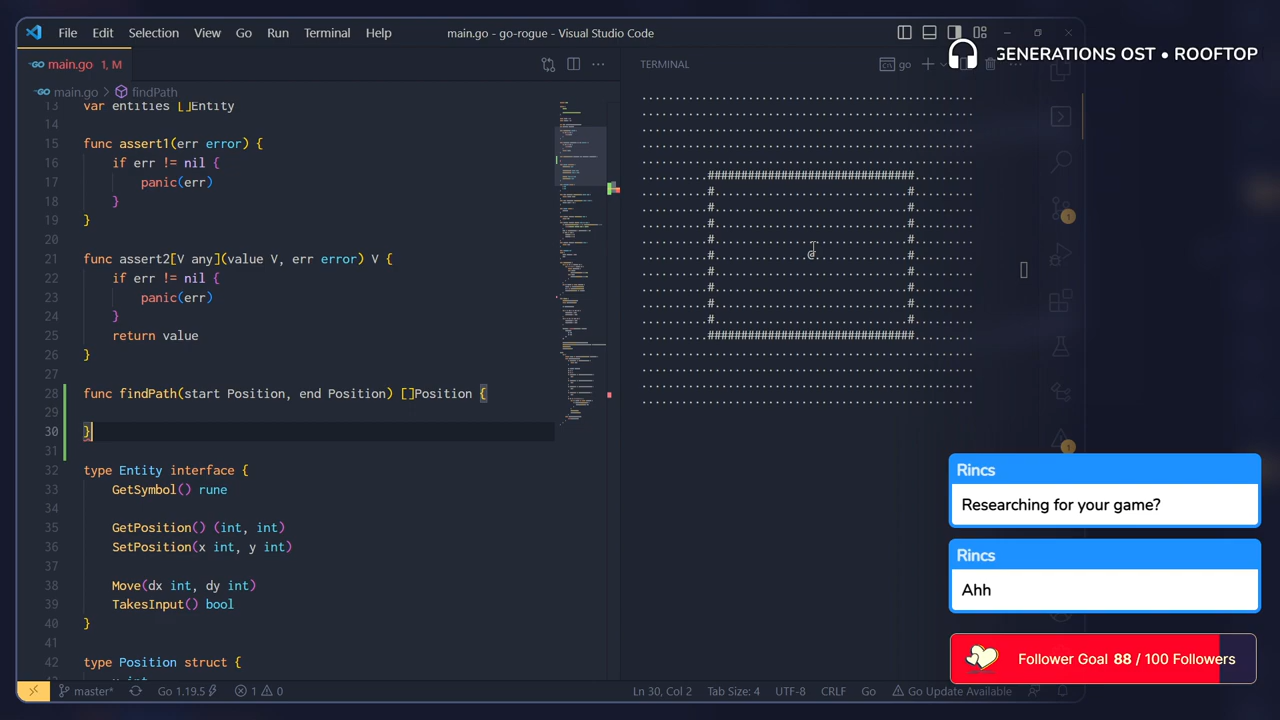 File Edit Selection View Go Run Terminal Help
main.go - go-rogue - Visual Studio Code
GENERATIONS OST • ROOFTOP
main.go 1, M
TERMINAL
go
main.go > findPath
13 var entities []Entity
14
15 func assert1(err error) {
16 if err != nil {
17 panic(err)
18 }
19 }
20
21 func assert2[V any](value V, err error) V {
22 if err != nil {
23 panic(err)
24 }
25 return value
26 }
27
28 func findPath(start Position, end Position) []Position {
29
30 }
31
32 type Entity interface {
33 GetSymbol() rune
34
35 GetPosition() (int, int)
36 SetPosition(x int, y int)
37
38 Move(dx int, dy int)
39 TakesInput() bool
40 }
41
42 type Position struct {
@
Rincs
Researching for your game?
Rincs
Ahh
Follower Goal 88 / 100 Followers
master* Go 1.19.5 1 0 Ln 30, Col 2 Tab Size: 4 UTF-8 CRLF Go Go Update Available